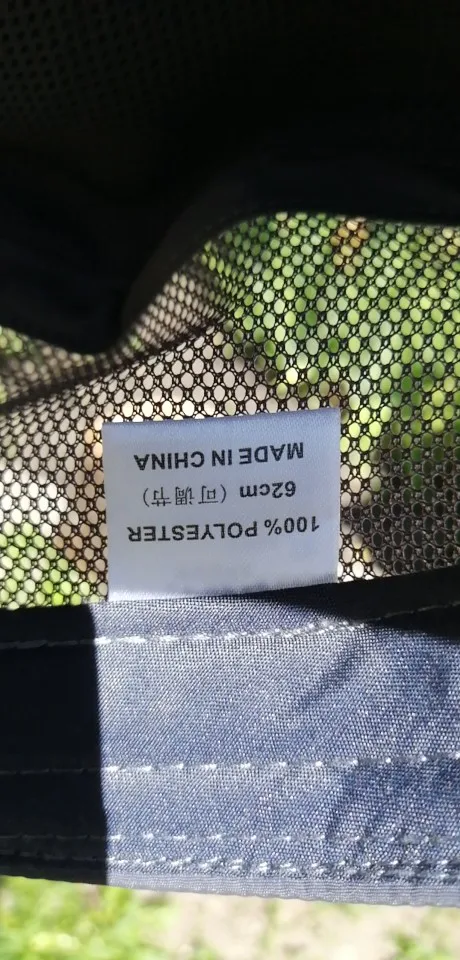 100% POLYESTER
62cm (可调节)
MADE IN CHINA